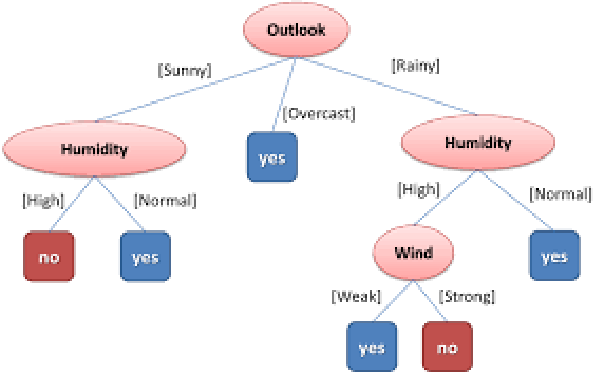 Outlook
[Sunny]
[Rainy]
[Overcast]
Humidity
yes
Humidity
[High]
[Normal]
[High]
[Normal]
no
yes
Wind
yes
[Weak]
[Strong]
yes
no